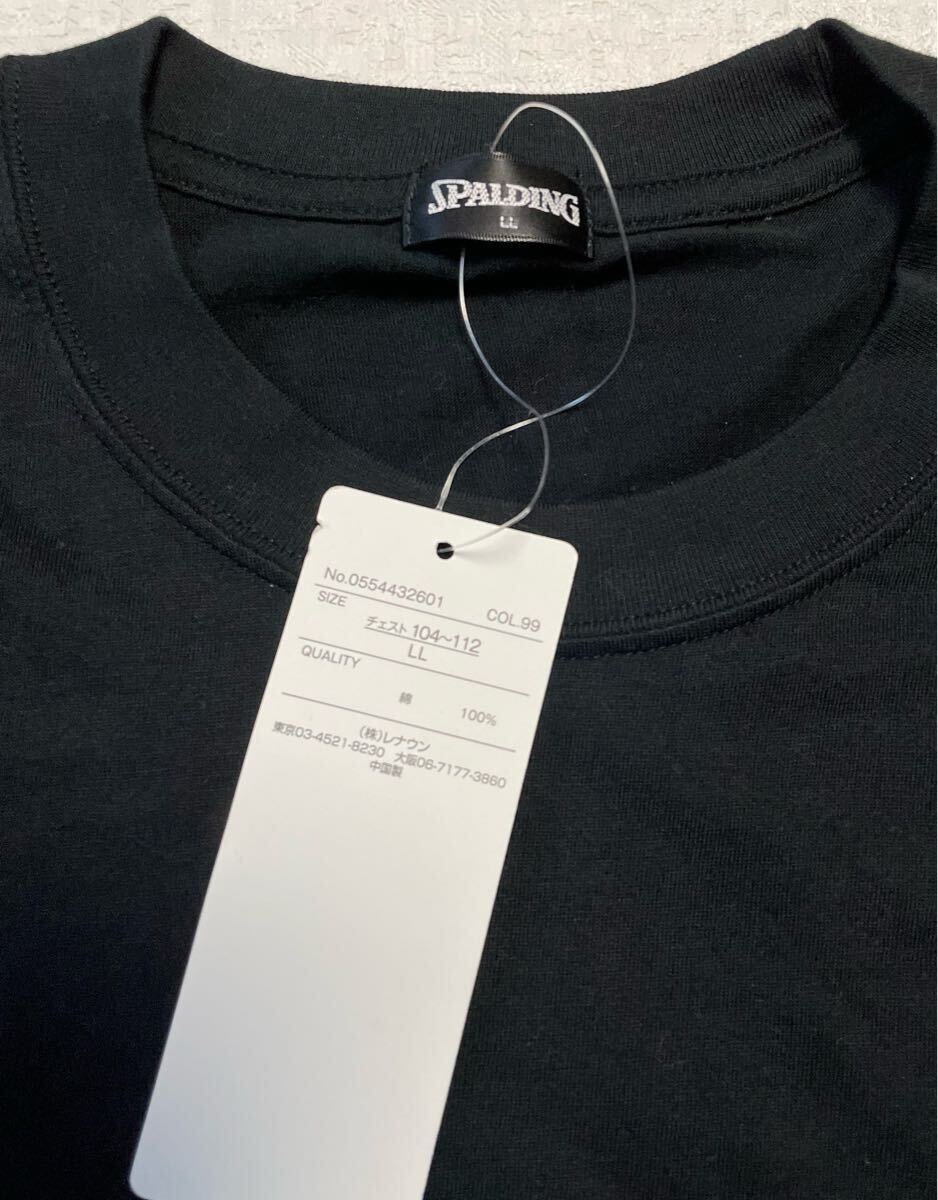 SPALDING
LL
No.0554432601 COL.99
SIZE
チェスト 104~112
LL
QUALITY
綿 100%
(株)レナウン
東京03-4521-8230 大阪06-7177-3860
中国製